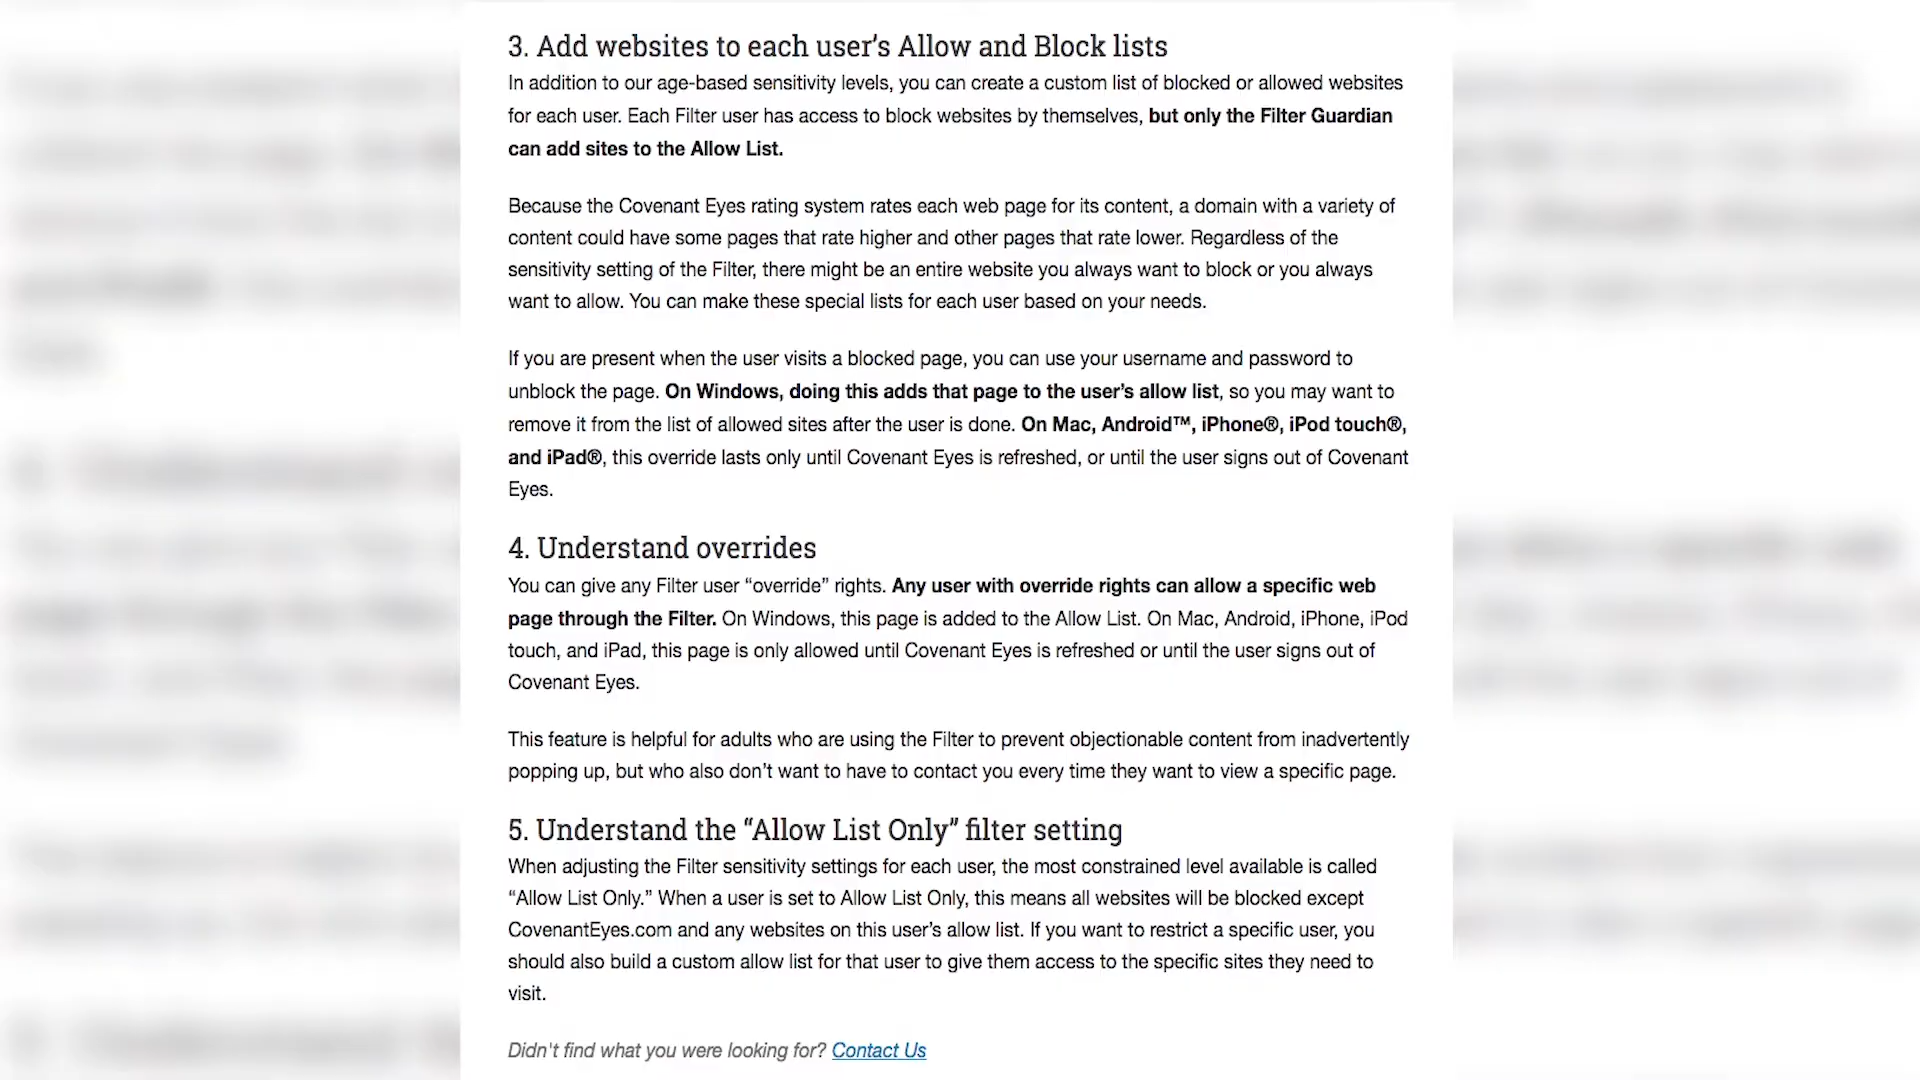 3. Add websites to each user’s Allow and Block lists
In addition to our age-based sensitivity levels, you can create a custom list of blocked or allowed websites
for each user. Each Filter user has access to block websites by themselves, but only the Filter Guardian
can add sites to the Allow List.
Because the Covenant Eyes rating system rates each web page for its content, a domain with a variety of
content could have some pages that rate higher and other pages that rate lower. Regardless of the
sensitivity setting of the Filter, there might be an entire website you always want to block or you always
want to allow. You can make these special lists for each user based on your needs.
If you are present when the user visits a blocked page, you can use your username and password to
unblock the page. On Windows, doing this adds that page to the user’s allow list, so you may want to
remove it from the list of allowed sites after the user is done. On Mac, Android™, iPhone®, iPod touch®,
and iPad®, this override lasts only until Covenant Eyes is refreshed, or until the user signs out of Covenant
Eyes.
4. Understand overrides
You can give any Filter user “override” rights. Any user with override rights can allow a specific web
page through the Filter. On Windows, this page is added to the Allow List. On Mac, Android, iPhone, iPod
touch, and iPad, this page is only allowed until Covenant Eyes is refreshed or until the user signs out of
Covenant Eyes.
This feature is helpful for adults who are using the Filter to prevent objectionable content from inadvertently
popping up, but who also don’t want to have to contact you every time they want to view a specific page.
5. Understand the “Allow List Only” filter setting
When adjusting the Filter sensitivity settings for each user, the most constrained level available is called
“Allow List Only.” When a user is set to Allow List Only, this means all websites will be blocked except
CovenantEyes.com and any websites on this user’s allow list. If you want to restrict a specific user, you
should also build a custom allow list for that user to give them access to the specific sites they need to
visit.
Didn't find what you were looking for? Contact Us